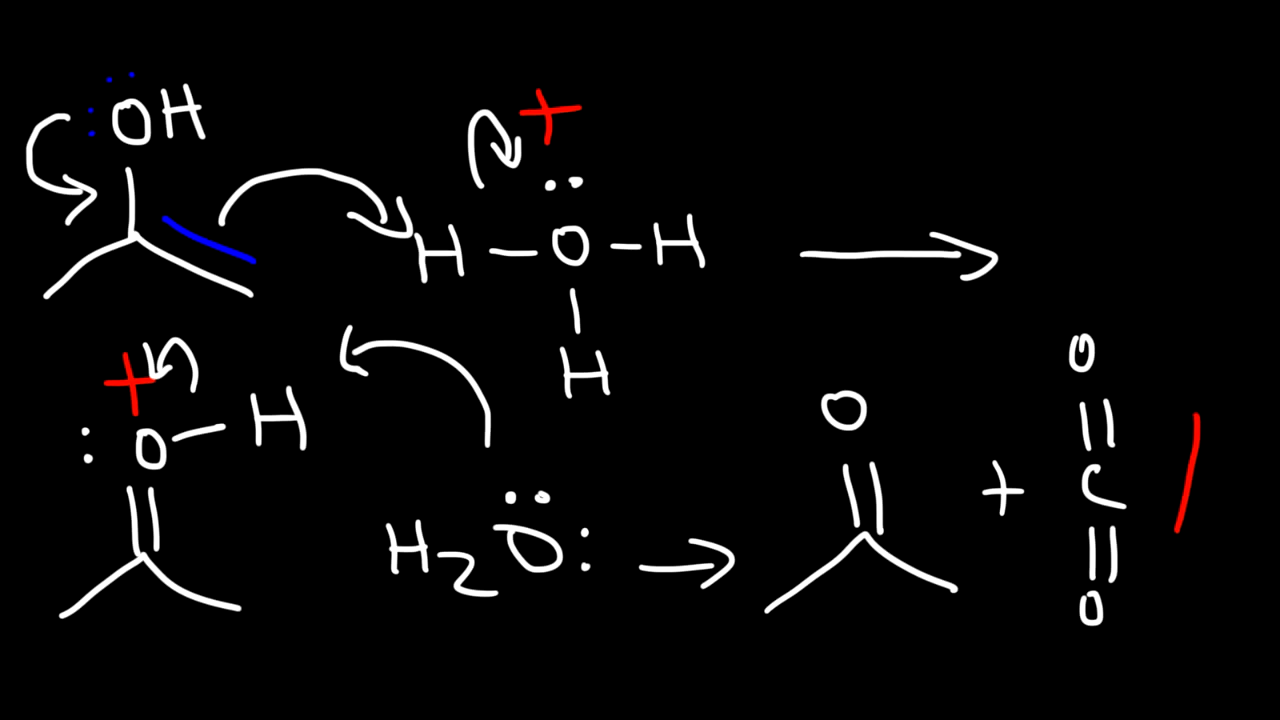 :OH +
H – O – H
H
+
:O – H
H₂O: →
O
+
O
C
O